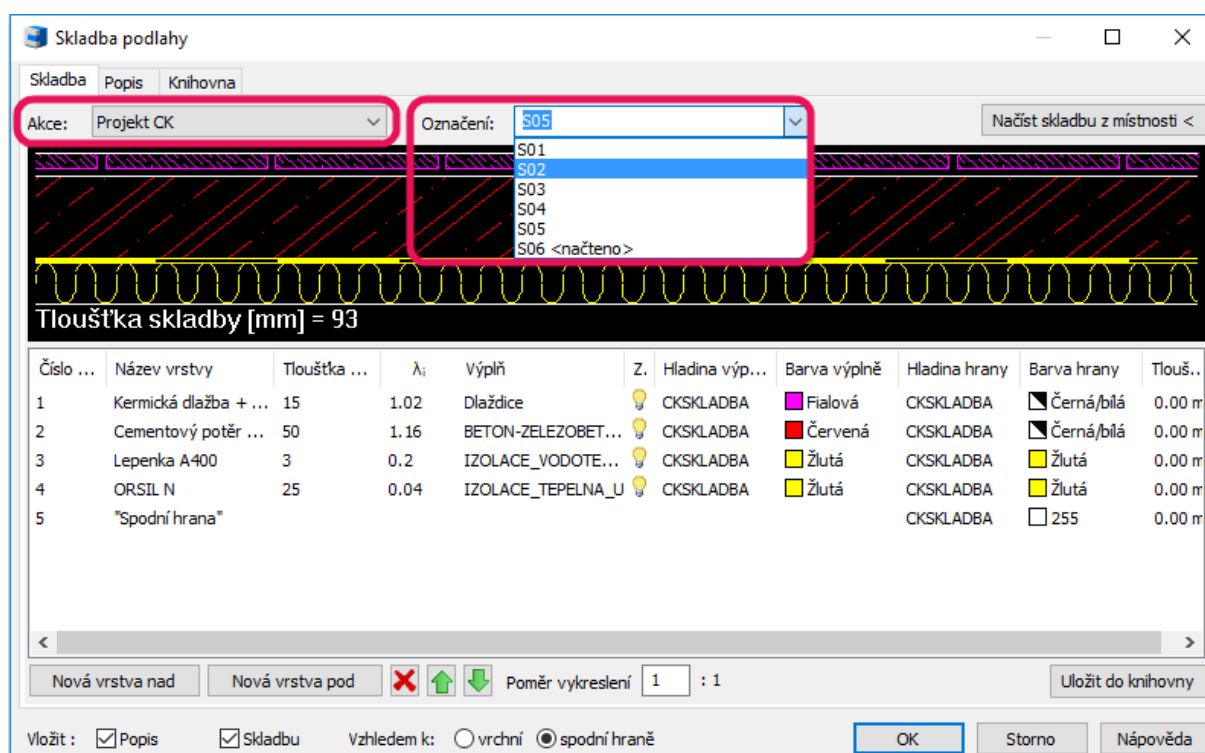 Skladba podlahy
Skladba Popis Knihovna
Akce: Projekt CK Označení: S05 Načíst skladbu z místnosti <
S01
S02
S03
S04
S05
S06 <načteno>
Tloušťka skladby [mm] = 93
Číslo ... Název vrstvy Tloušťka ... λi Výplň Z. Hladina výp... Barva výplně Hladina hrany Barva hrany Tlouš..
1 Kermická dlažba + ... 15 1.02 Dlaždice CKSKLADBA Fialová CKSKLADBA Černá/bílá 0.00 m
2 Cementový potěr ... 50 1.16 BETON-ZELEZOBET... CKSKLADBA Červená CKSKLADBA Černá/bílá 0.00 m
3 Lepenka A400 3 0.2 IZOLACE_VODOTE... CKSKLADBA Žlutá CKSKLADBA Žlutá 0.00 m
4 ORSIL N 25 0.04 IZOLACE_TEPELNA_U CKSKLADBA Žlutá CKSKLADBA Žlutá 0.00 m
5 "Spodní hrana" CKSKLADBA 255 0.00 m
Nová vrstva nad Nová vrstva pod Poměr vykreslení 1 : 1 Uložit do knihovny
Vložit : Popis Skladbu Vzhledem k: vrchní spodní hraně OK Storno Nápověda